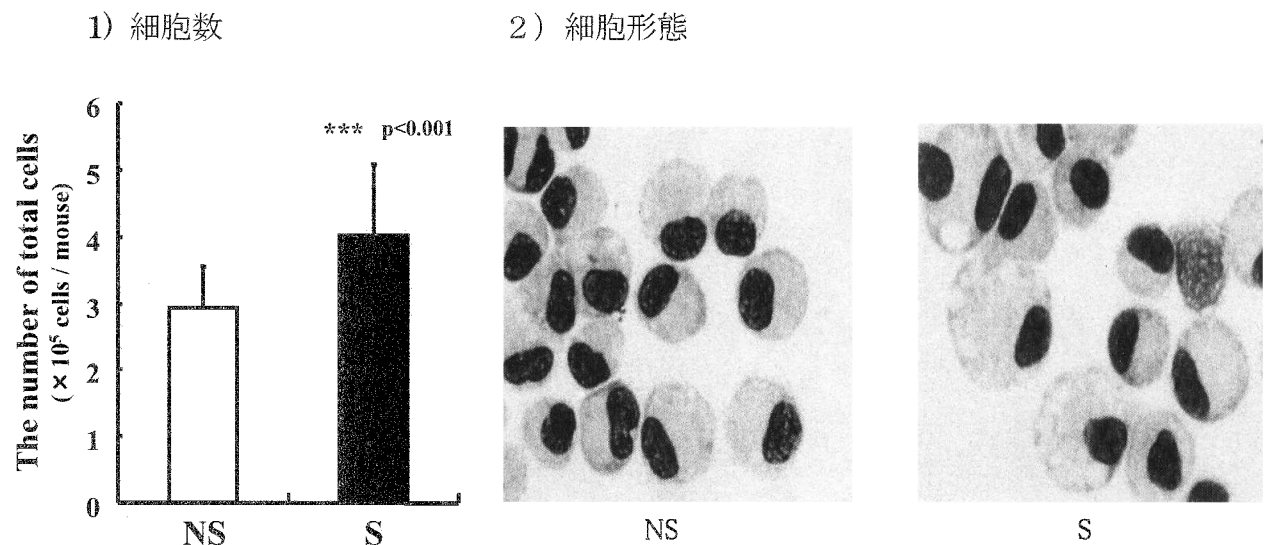 1) 細胞数
２) 細胞形態
The number of total cells
(× 10⁵ cells / mouse)
6
5
4
3
2
1
0
*** p<0.001
NS
S
NS
S